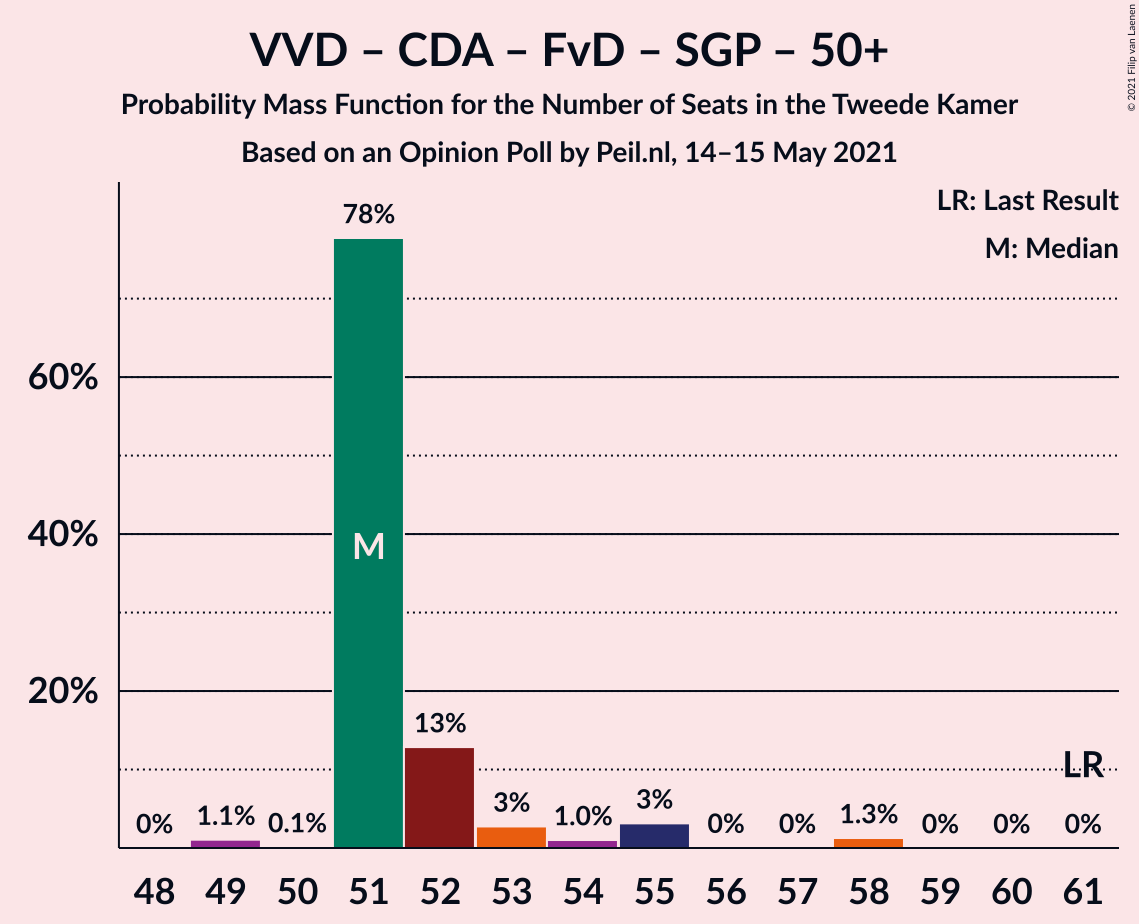 VVD – CDA – FvD – SGP – 50+
Probability Mass Function for the Number of Seats in the Tweede Kamer
Based on an Opinion Poll by Peil.nl, 14–15 May 2021
© 2021 Filip van Laenen
LR: Last Result
M: Median
78%
60%
40%
M
20%
13%
LR
0%
1.1%
0.1%
3%
1.0%
3%
0%
0%
1.3%
0%
0%
0%
48 49 50 51 52 53 54 55 56 57 58 59 60 61